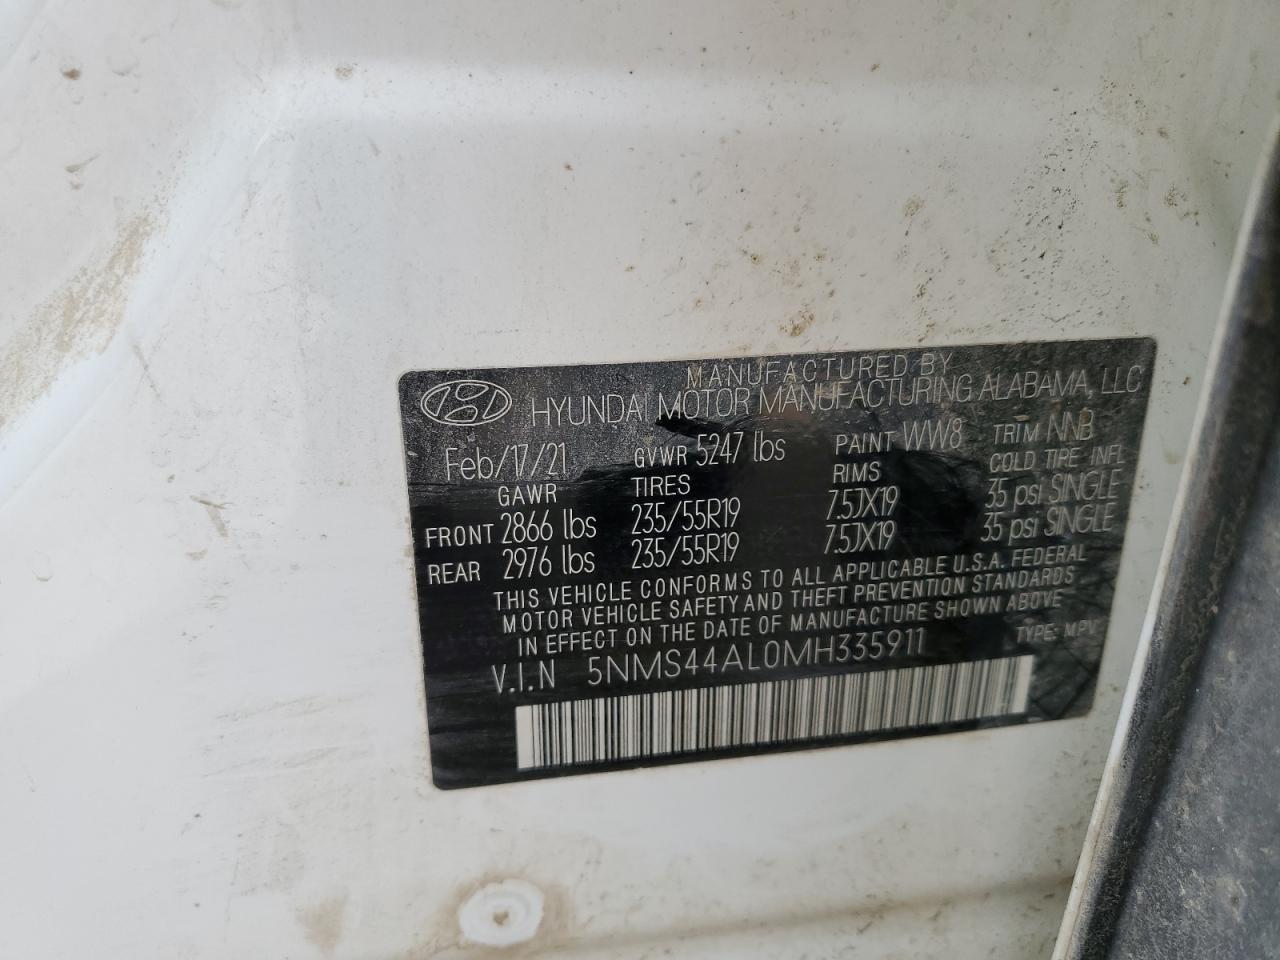 MANUFACTURED BY
HYUNDAI MOTOR MANUFACTURING ALABAMA, LLC
Feb/17/21 GVWR 5247 lbs PAINT WW8 TRIM NNB
GAWR TIRES RIMS COLD TIRE INFL
FRONT 2866 lbs 235/55R19 7.5JX19 35 psi SINGLE
REAR 2976 lbs 235/55R19 7.5JX19 35 psi SINGLE
THIS VEHICLE CONFORMS TO ALL APPLICABLE U.S.A. FEDERAL
MOTOR VEHICLE SAFETY AND THEFT PREVENTION STANDARDS
IN EFFECT ON THE DATE OF MANUFACTURE SHOWN ABOVE
V.I.N 5NMS44AL0MH335911 TYPE: MPV